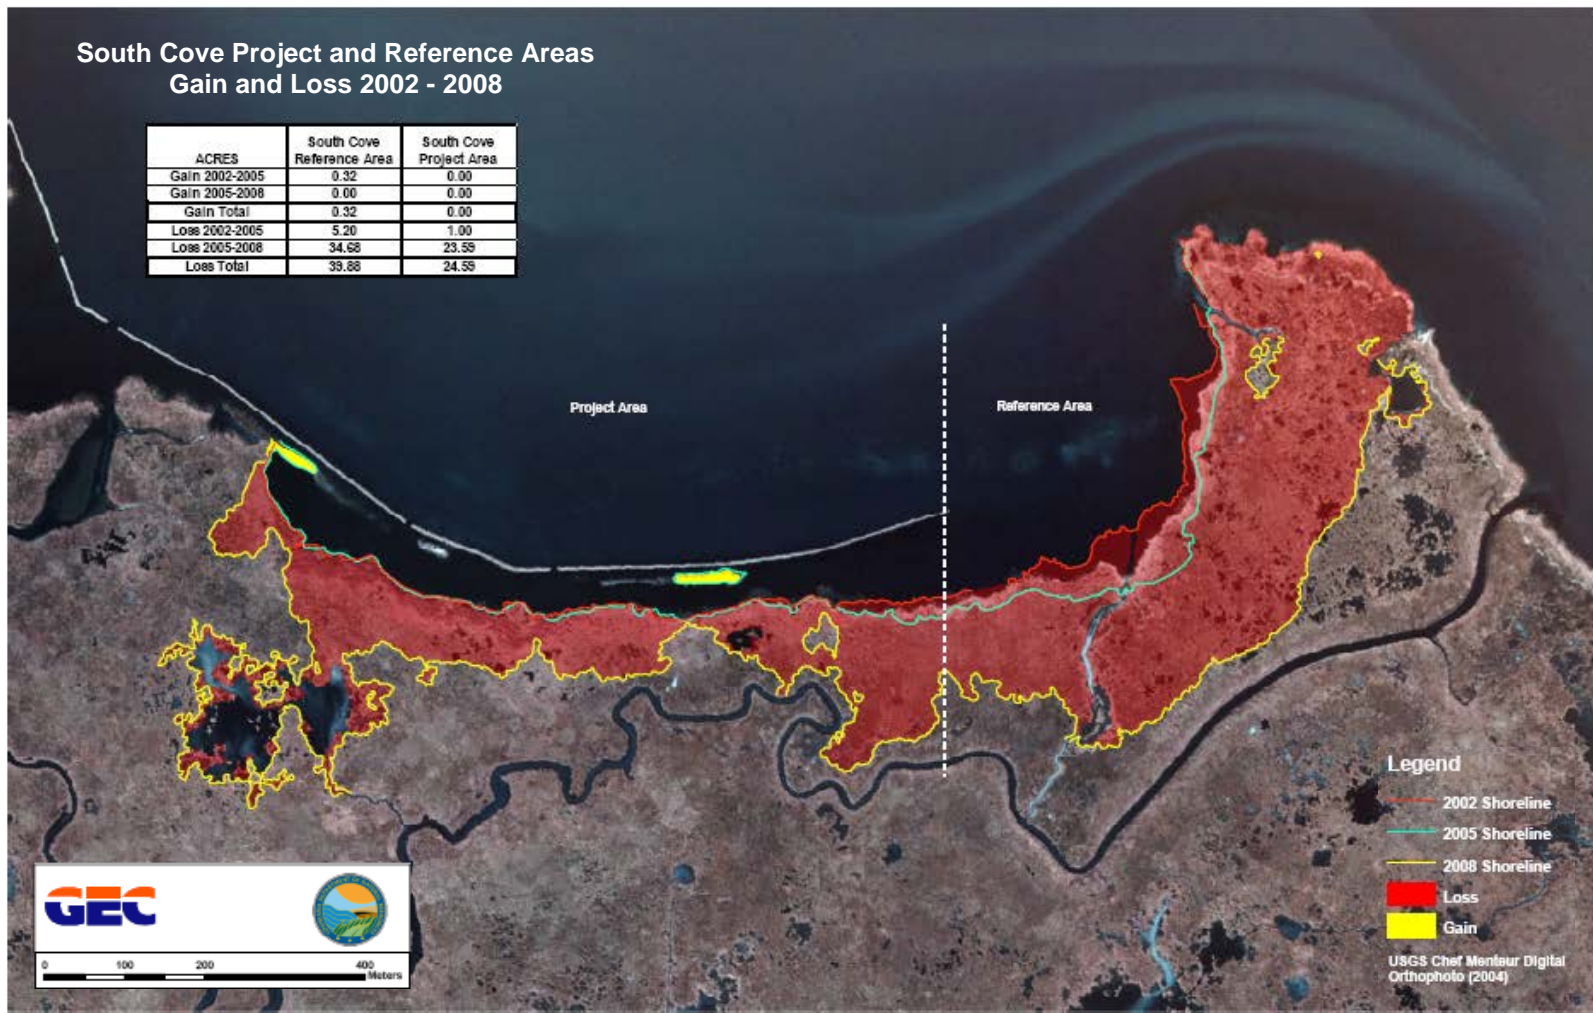 South Cove Project and Reference Areas
Gain and Loss 2002 - 2008
ACRES South Cove Reference Area South Cove Project Area
Gain 2002-2005 0.32 0.00
Gain 2005-2008 0.00 0.00
Gain Total 0.32 0.00
Loss 2002-2005 5.20 1.00
Loss 2005-2008 34.68 23.59
Loss Total 39.88 24.59
Project Area
Reference Area
Legend
2002 Shoreline
2005 Shoreline
2008 Shoreline
Loss
Gain
USGS Chef Menteur Digital
Orthophoto (2004)
GEC
0 100 200 400
Meters